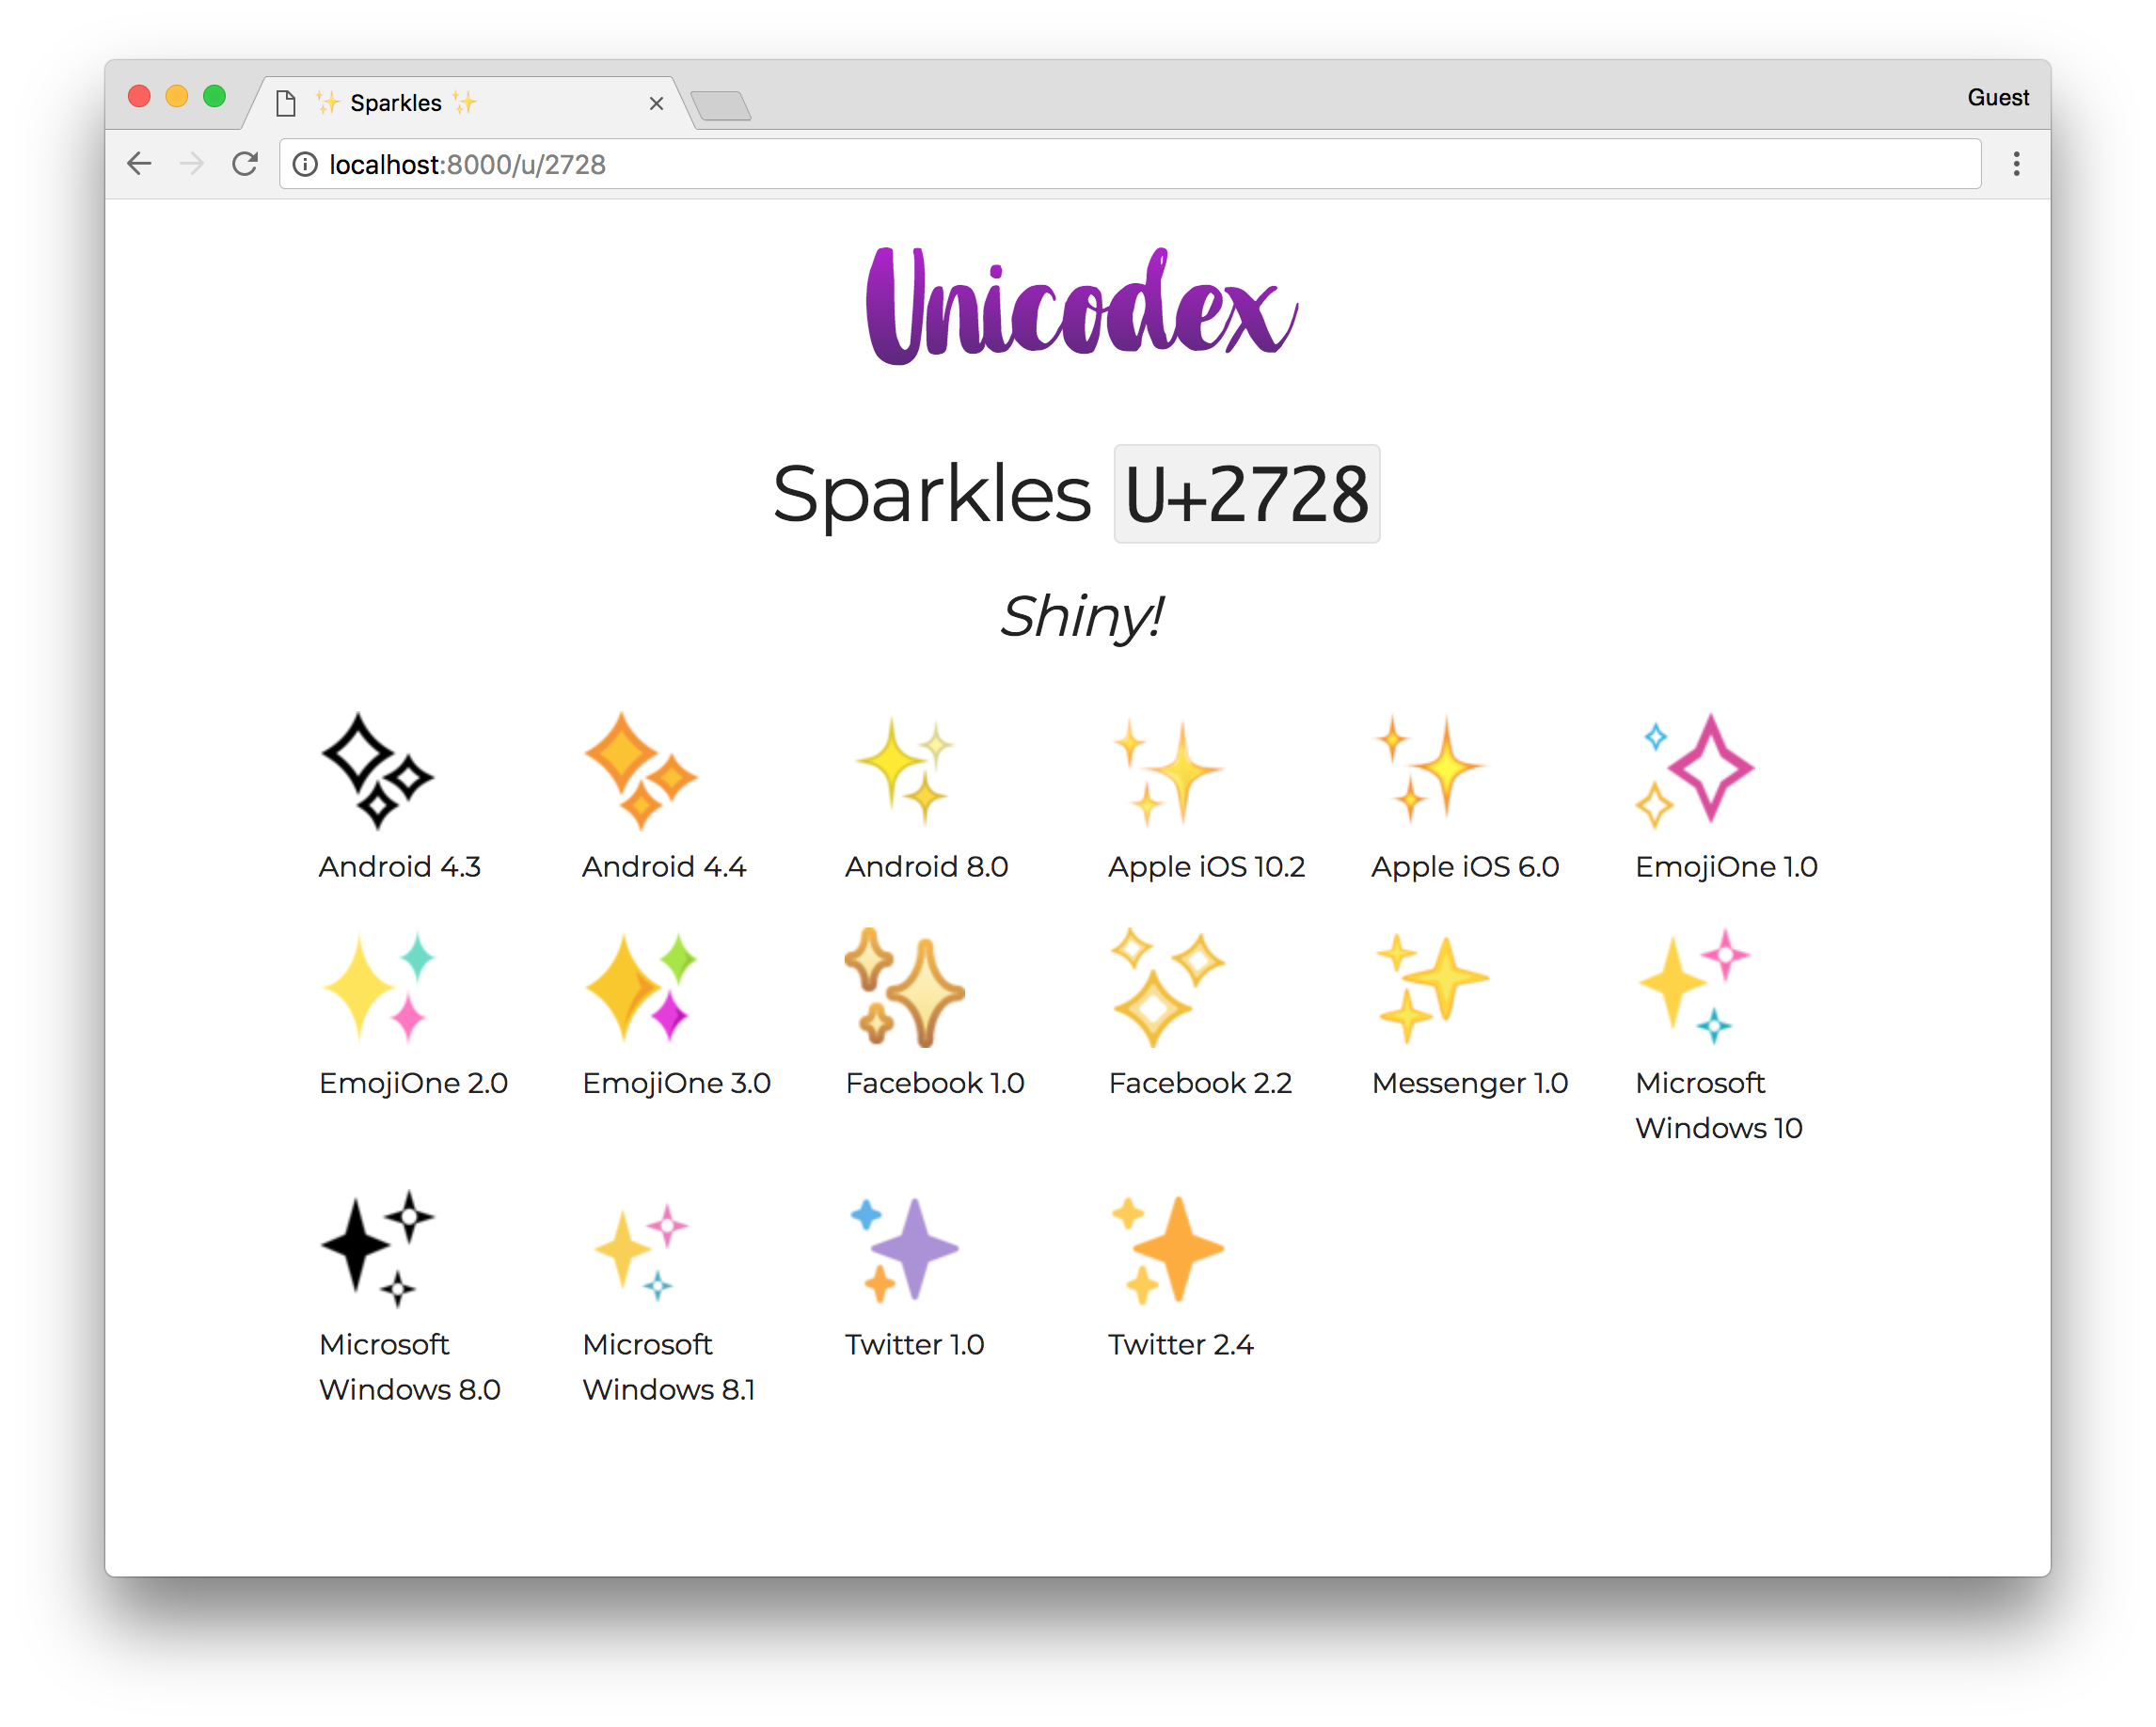 ✨ Sparkles ✨
Guest
localhost:8000/u/2728
Unicodex
Sparkles U+2728
Shiny!
Android 4.3
Android 4.4
Android 8.0
Apple iOS 10.2
Apple iOS 6.0
EmojiOne 1.0
EmojiOne 2.0
EmojiOne 3.0
Facebook 1.0
Facebook 2.2
Messenger 1.0
Microsoft
Windows 10
Microsoft
Windows 8.0
Microsoft
Windows 8.1
Twitter 1.0
Twitter 2.4